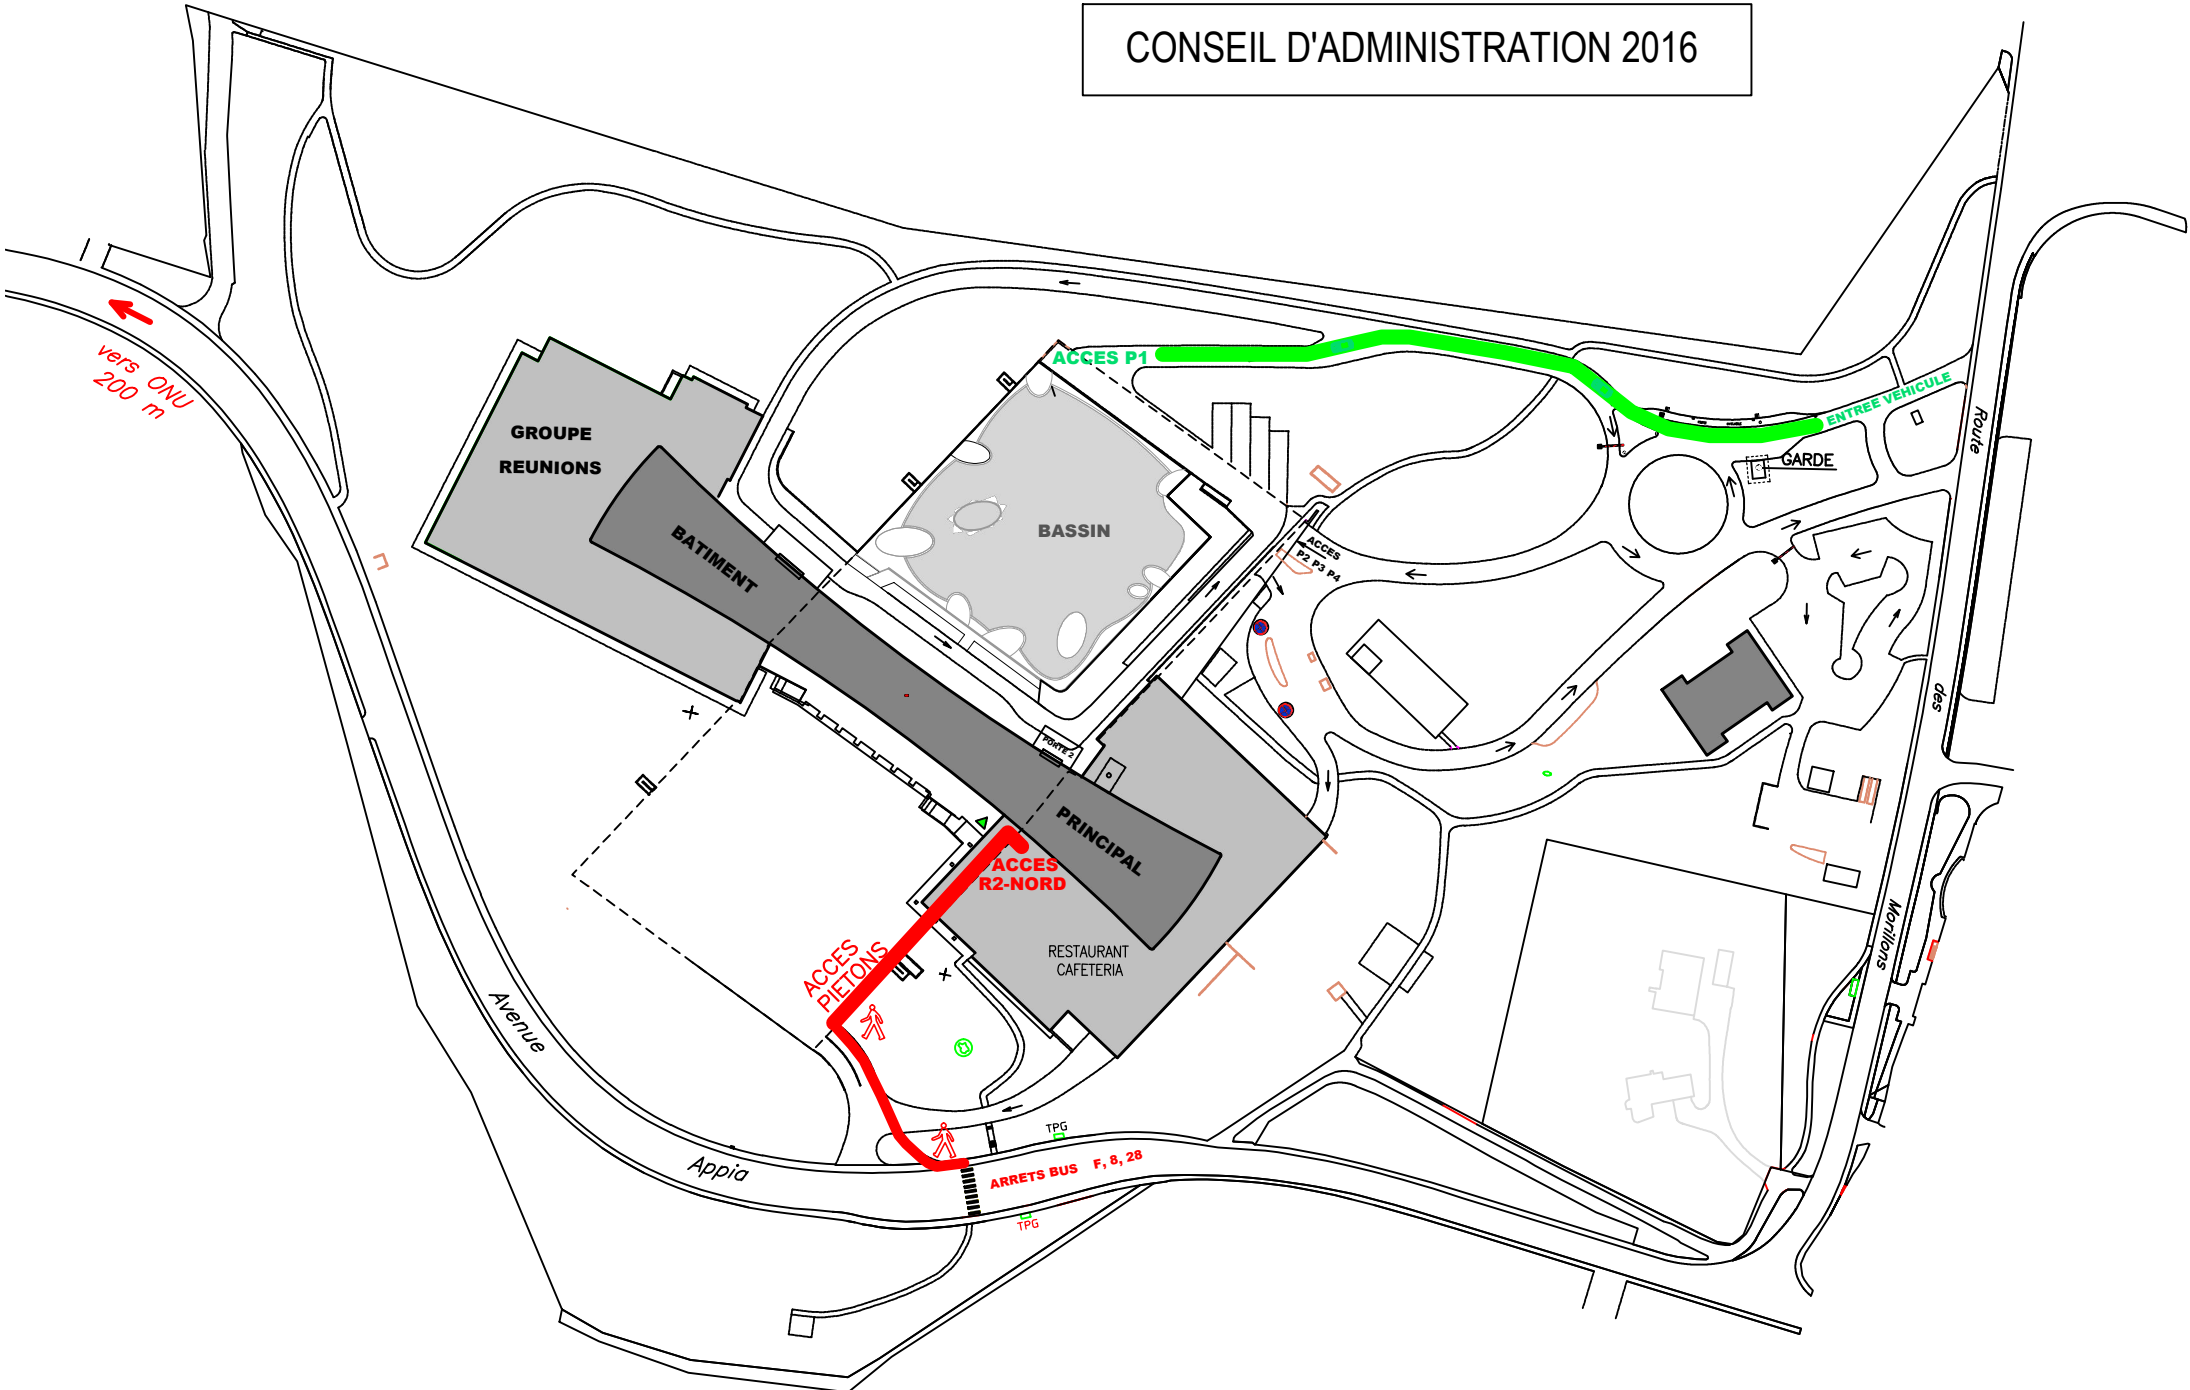 CONSEIL D'ADMINISTRATION 2016
vers ONU
200 m
ACCES P1
ENTREE VEHICULE
Route
GROUPE
REUNIONS
GARDE
BATIMENT
BASSIN
ACCES
P2 P3 P4
des
PORTE 2
PRINCIPAL
ACCES
R2-NORD
RESTAURANT
CAFETERIA
Morillons
ACCES
PIETONS
Avenue
Appia
TPG
ARRETS BUS F, 8, 28
TPG